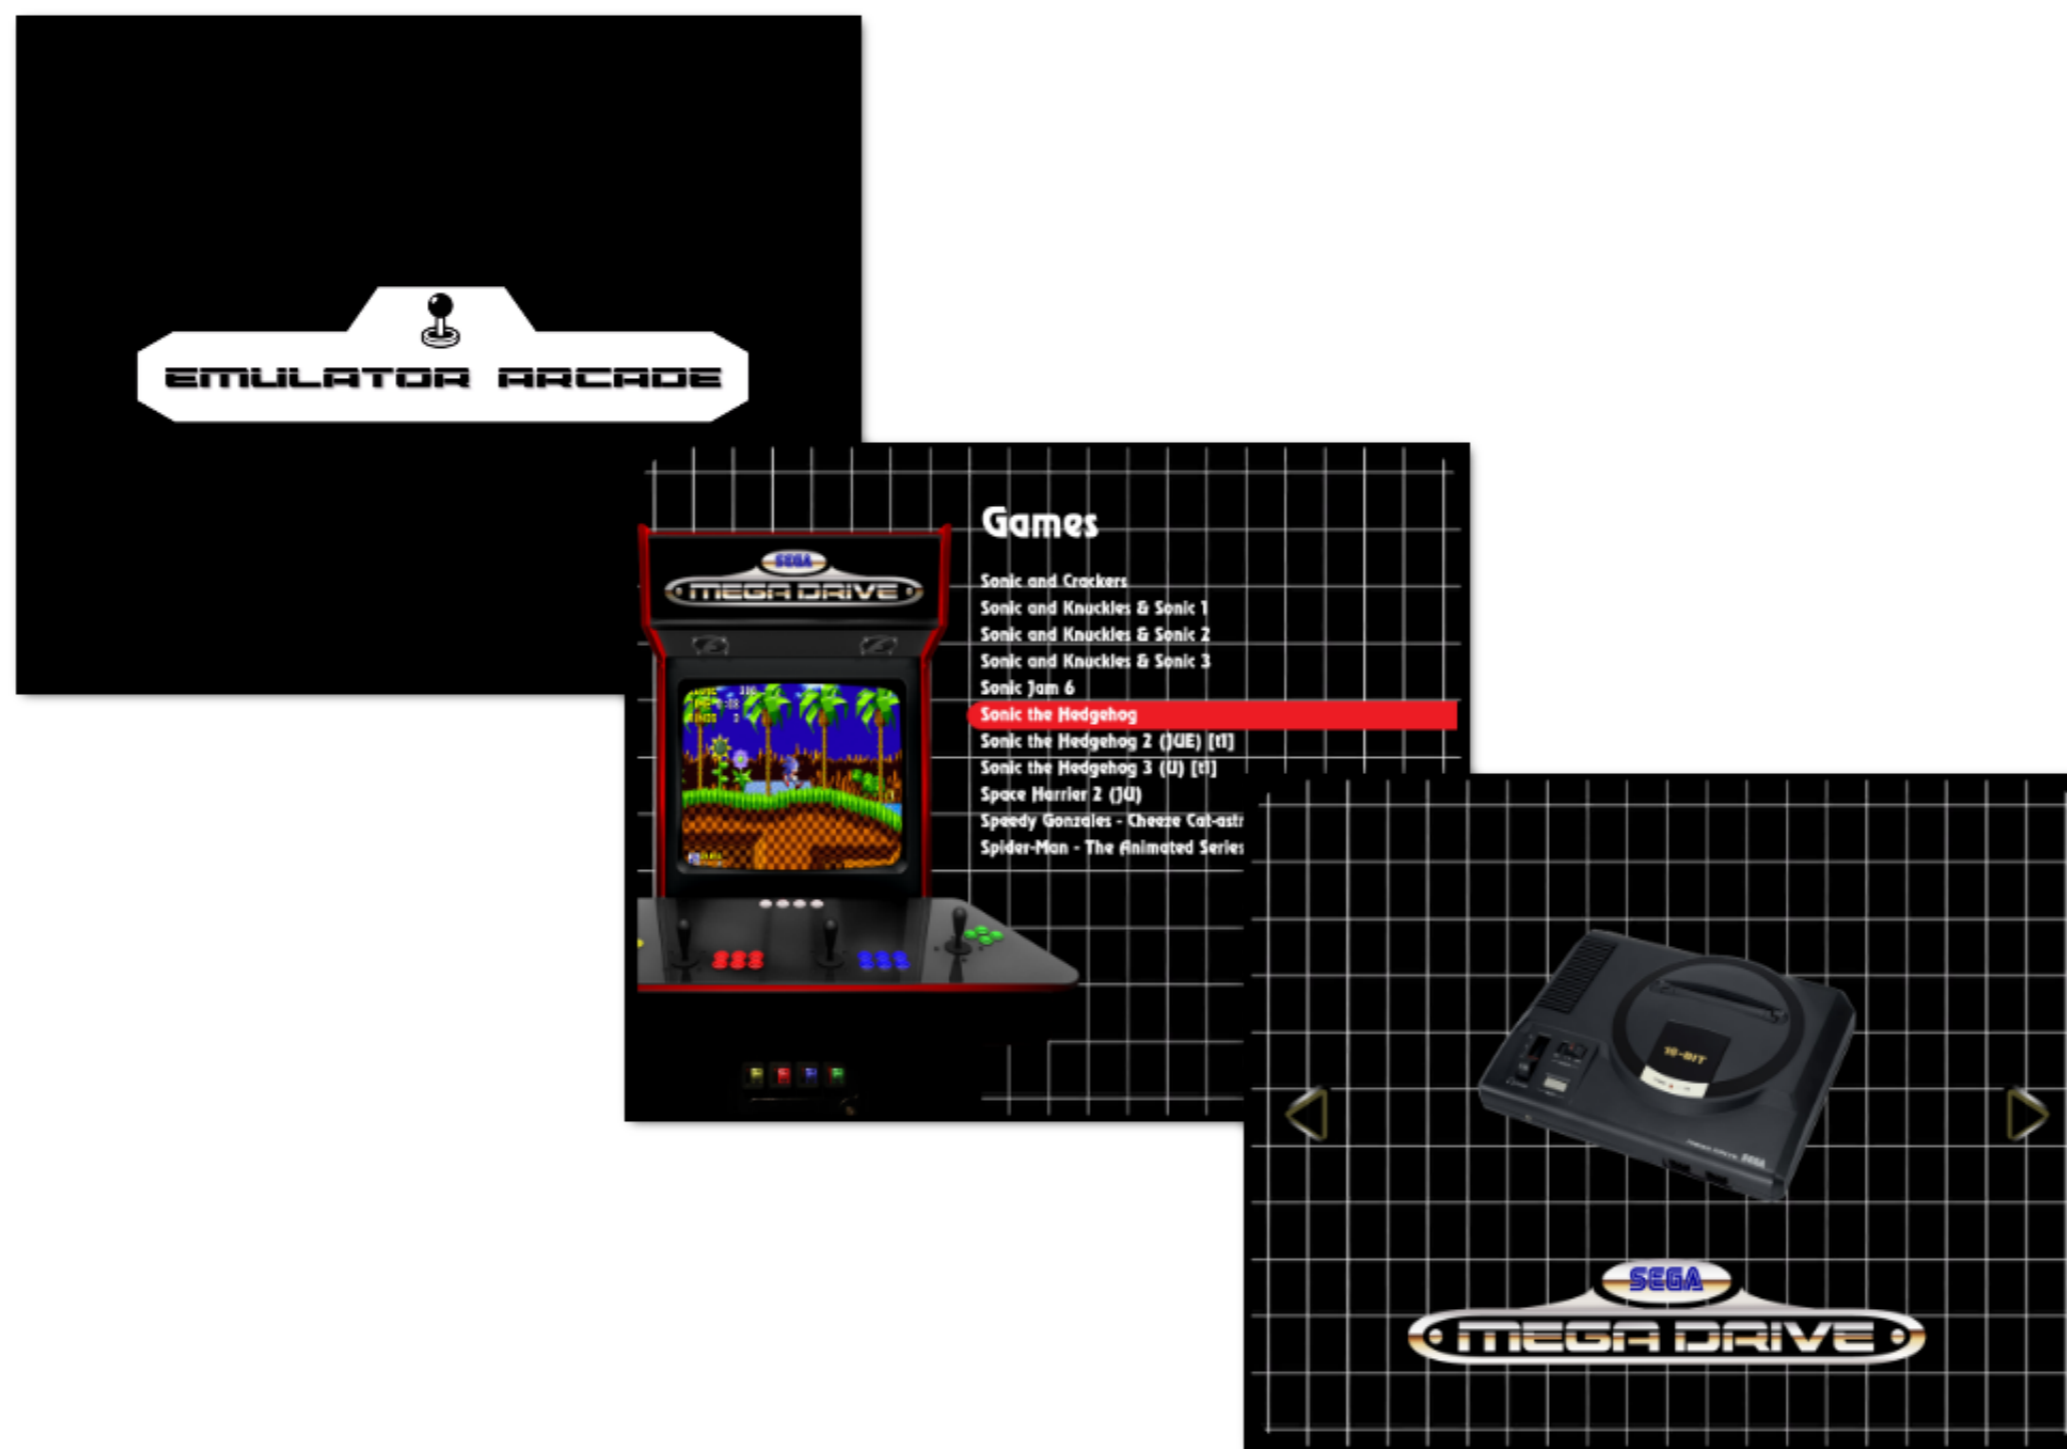 EMULATOR ARCADE
Games
SEGA
MEGA DRIVE
Sonic and Crackers
Sonic and Knuckles & Sonic 1
Sonic and Knuckles & Sonic 2
Sonic and Knuckles & Sonic 3
Sonic Jam 6
Sonic the Hedgehog
Sonic the Hedgehog 2 (JUE) [t1]
Sonic the Hedgehog 3 (U) [t1]
Space Harrier 2 (JU)
Speedy Gonzales - Cheeze Cat-astr
Spider-Man - The Animated Series
16-BIT
SEGA
SEGA
MEGA DRIVE